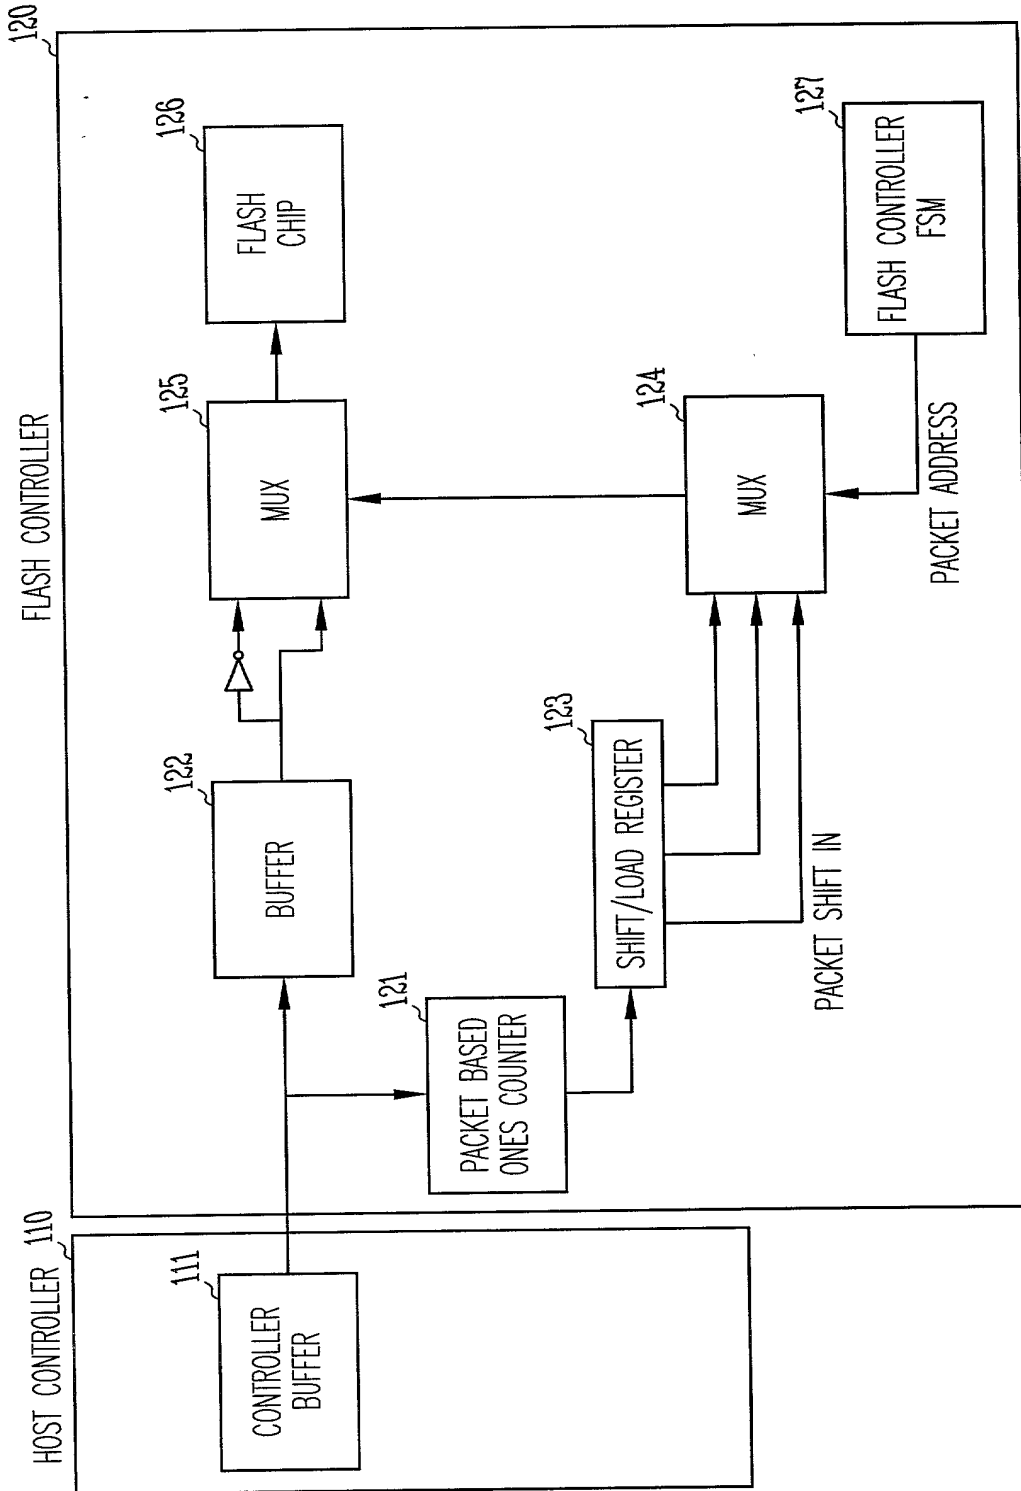 HOST CONTROLLER 110
111
CONTROLLER
BUFFER
FLASH CONTROLLER
120
122
BUFFER
125
MUX
126
FLASH
CHIP
121
PACKET BASED
ONES COUNTER
123
SHIFT/LOAD REGISTER
PACKET SHIFT IN
124
MUX
PACKET ADDRESS
127
FLASH CONTROLLER
FSM